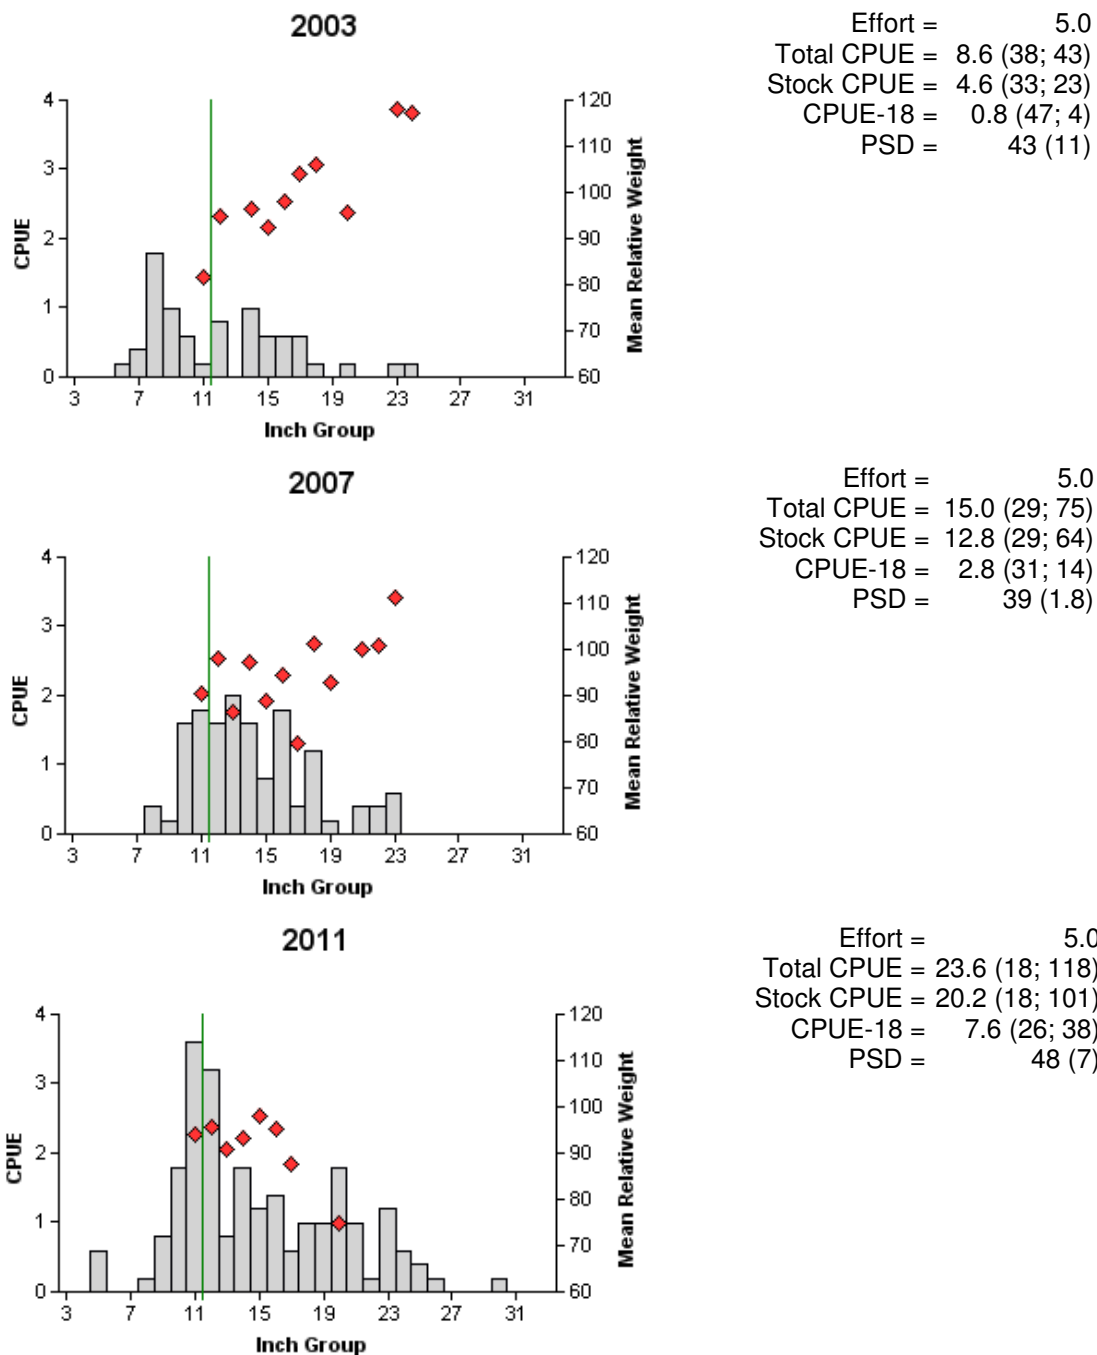 2003
Effort = 5.0
Total CPUE = 8.6 (38; 43)
Stock CPUE = 4.6 (33; 23)
CPUE-18 = 0.8 (47; 4)
PSD = 43 (11)
4
3
2
1
0
CPUE
120
110
100
90
80
70
60
Mean Relative Weight
3 7 11 15 19 23 27 31
Inch Group
2007
Effort = 5.0
Total CPUE = 15.0 (29; 75)
Stock CPUE = 12.8 (29; 64)
CPUE-18 = 2.8 (31; 14)
PSD = 39 (1.8)
4
3
2
1
0
CPUE
120
110
100
90
80
70
60
Mean Relative Weight
3 7 11 15 19 23 27 31
Inch Group
2011
Effort = 5.0
Total CPUE = 23.6 (18; 118)
Stock CPUE = 20.2 (18; 101)
CPUE-18 = 7.6 (26; 38)
PSD = 48 (7)
4
3
2
1
0
CPUE
120
110
100
90
80
70
60
Mean Relative Weight
3 7 11 15 19 23 27 31
Inch Group